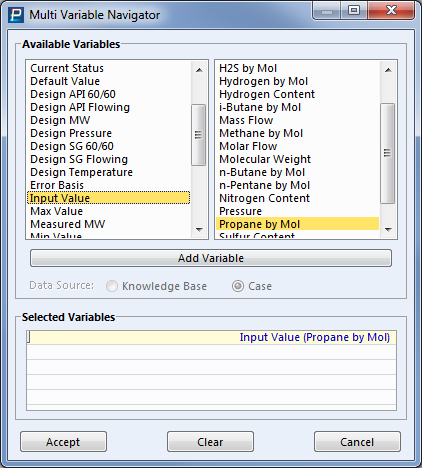 Multi Variable Navigator
Available Variables
Current Status
Default Value
Design API 60/60
Design API Flowing
Design MW
Design Pressure
Design SG 60/60
Design SG Flowing
Design Temperature
Error Basis
Input Value
Max Value
Measured MW
Min Value
H2S by Mol
Hydrogen by Mol
Hydrogen Content
i-Butane by Mol
Mass Flow
Methane by Mol
Molar Flow
Molecular Weight
n-Butane by Mol
n-Pentane by Mol
Nitrogen Content
Pressure
Propane by Mol
Sulfur Content
Add Variable
Data Source: Knowledge Base Case
Selected Variables
Input Value (Propane by Mol)
Accept Clear Cancel